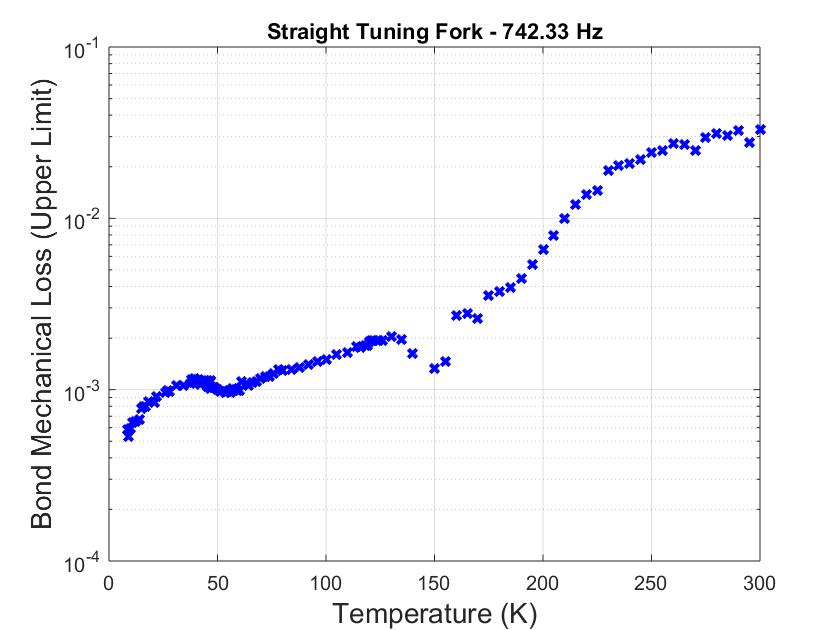 Straight Tuning Fork - 742.33 Hz
Bond Mechanical Loss (Upper Limit)
10^-1
10^-2
10^-3
10^-4
0 50 100 150 200 250 300
Temperature (K)